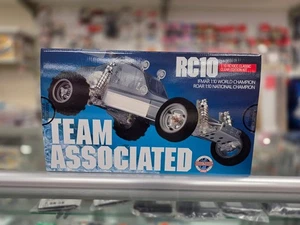 RC10
IFMAR 1:10 WORLD CHAMPION
ROAR 1:10 NATIONAL CHAMPION
TEAM
ASSOCIATED